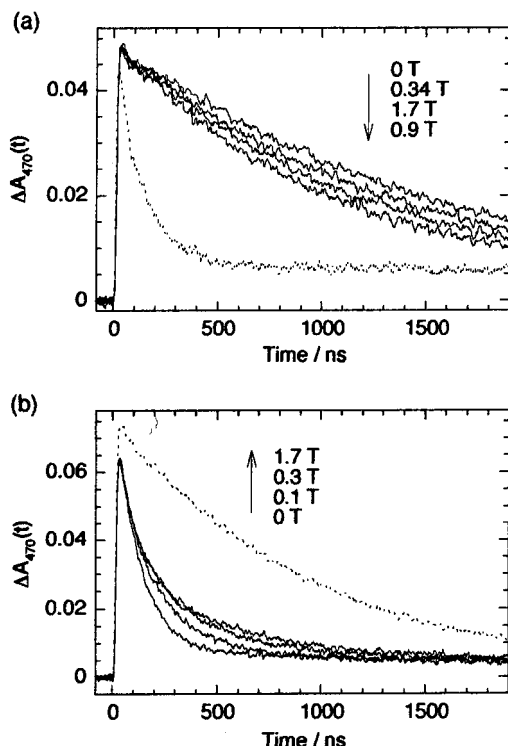 (a)
0.04
0.02
0
ΔA470(t)
0 T
0.34 T
1.7 T
0.9 T
0 500 1000 1500
Time / ns
(b)
0.06
0.04
0.02
0
ΔA470(t)
1.7 T
0.3 T
0.1 T
0 T
0 500 1000 1500
Time / ns